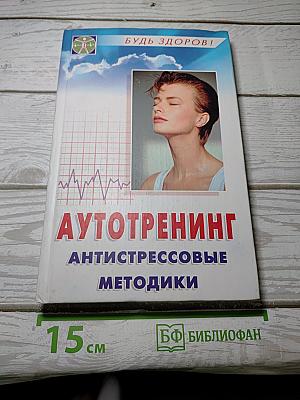 БУДЬ ЗДОРОВ!
АУТОТРЕНИНГ
АНТИСТРЕССОВЫЕ
МЕТОДИКИ
15 см
БФ БИБЛИОФАН